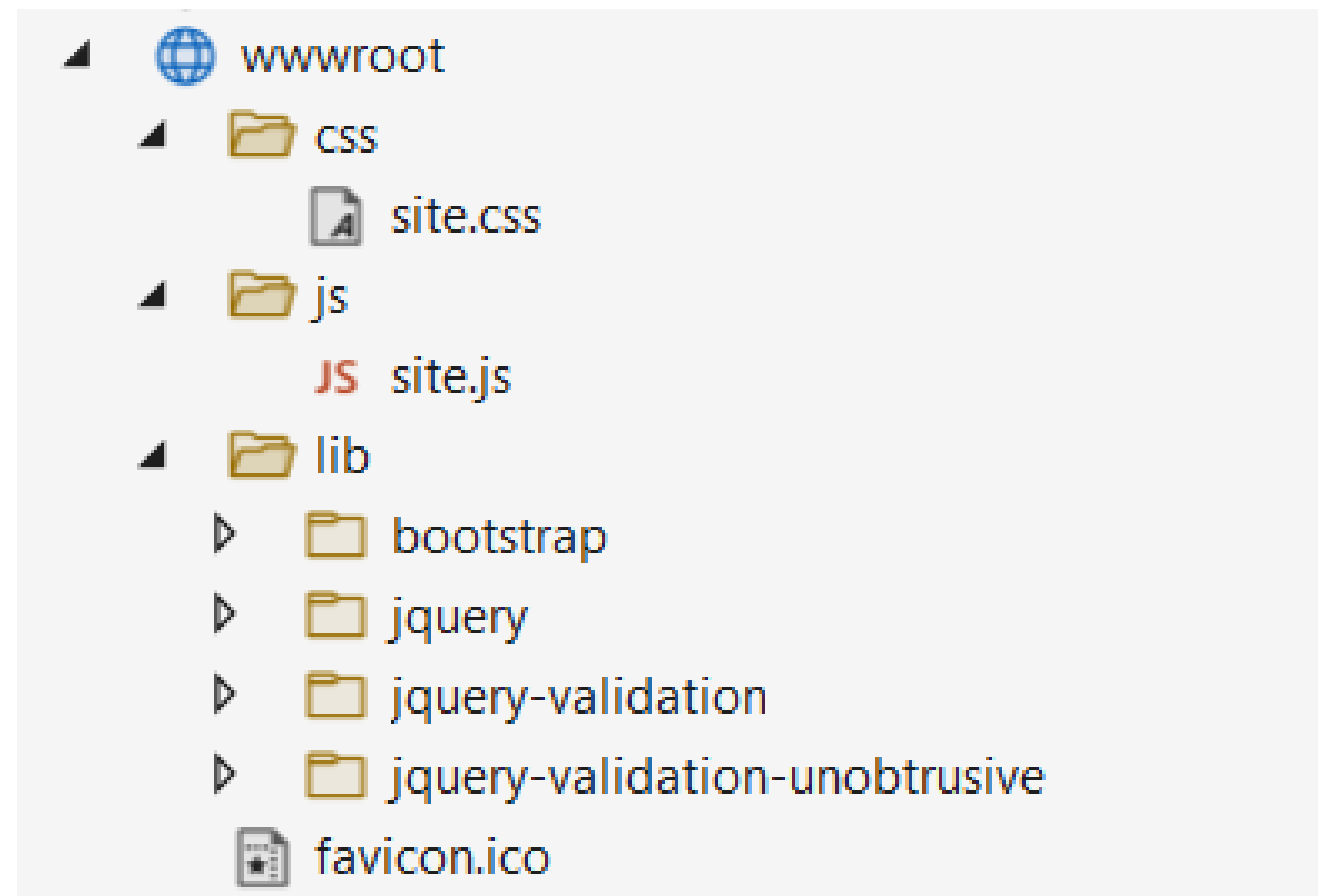 wwwroot
css
site.css
js
JS site.js
lib
bootstrap
jquery
jquery-validation
jquery-validation-unobtrusive
favicon.ico